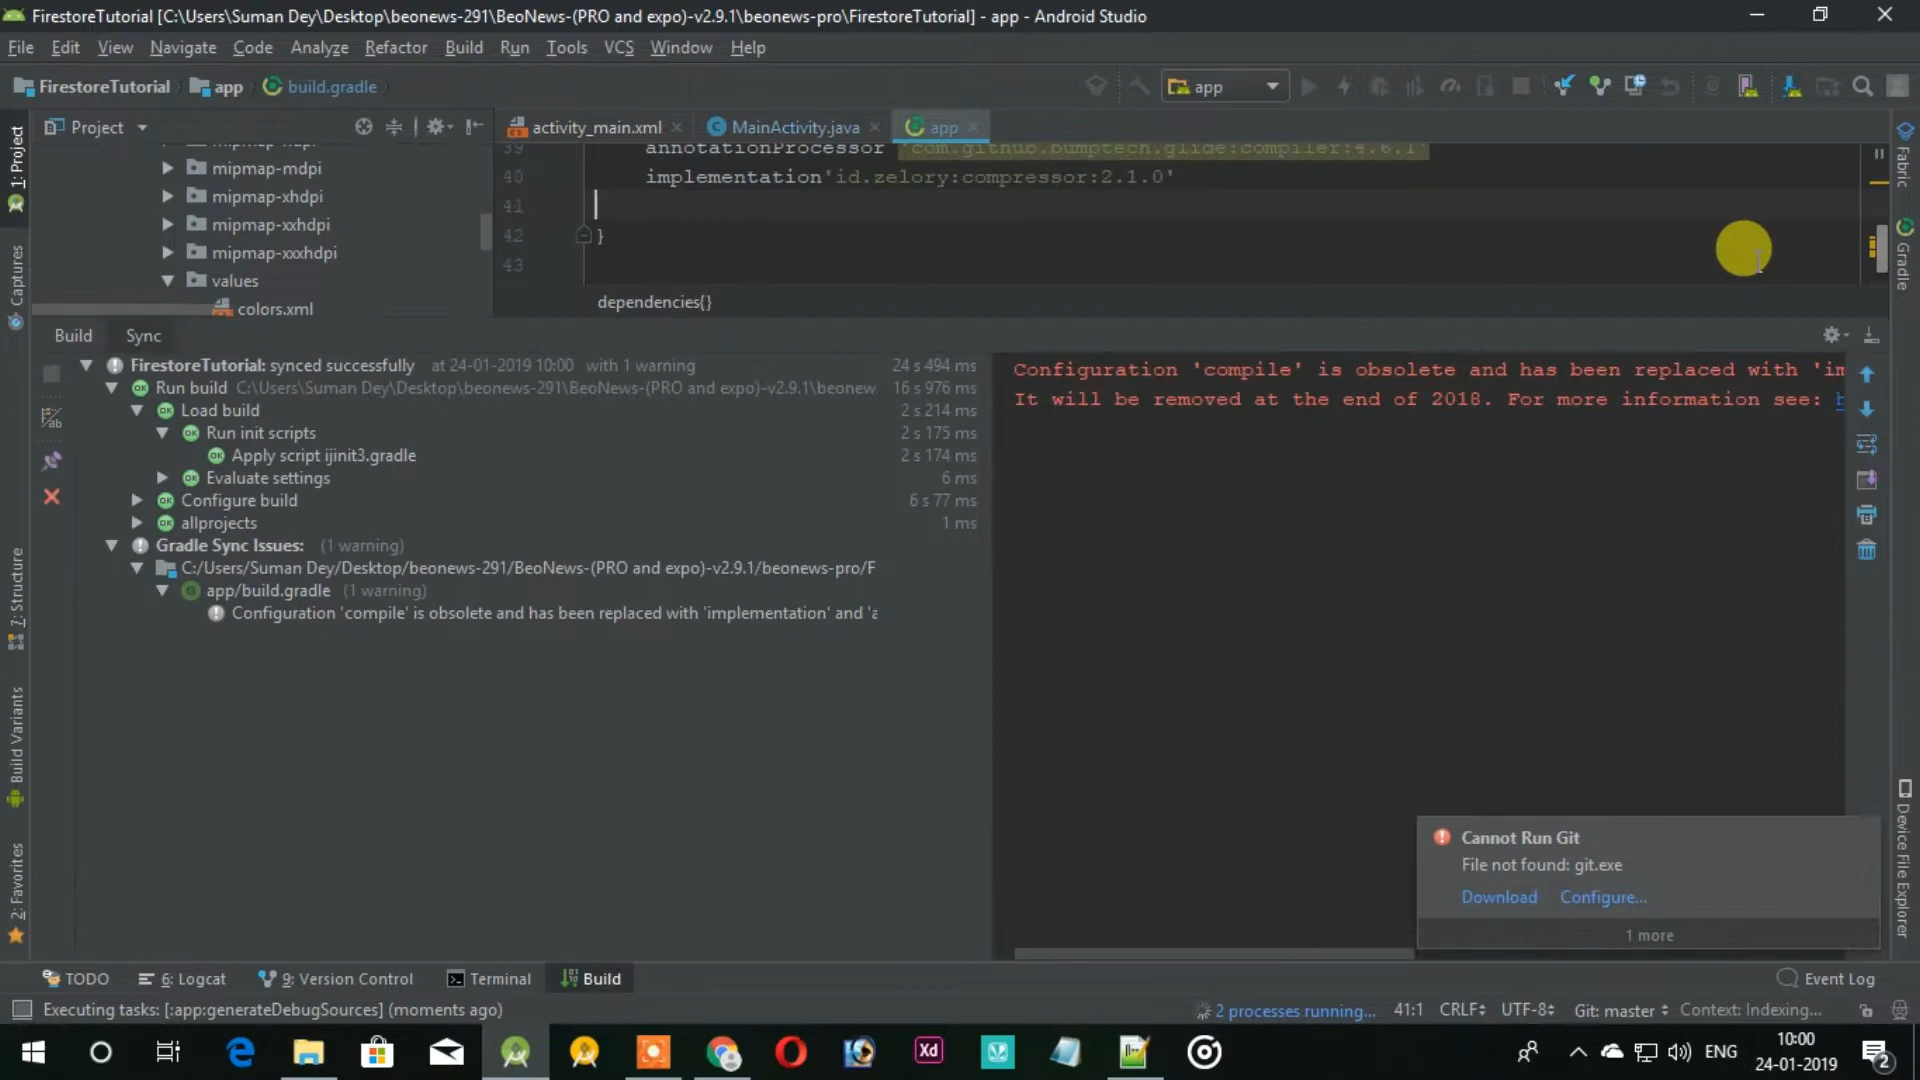 FirestoreTutorial [C:\Users\Suman Dey\Desktop\beonews-291\BeoNews-(PRO and expo)-v2.9.1\beonews-pro\FirestoreTutorial] - app - Android Studio
File Edit View Navigate Code Analyze Refactor Build Run Tools VCS Window Help
FirestoreTutorial app build.gradle app
Project activity_main.xml MainActivity.java app
39 annotationProcessor 'com.github.bumptech.glide:compiler:4.6.1'
mipmap-mdpi
40 implementation'id.zelory:compressor:2.1.0'
mipmap-xhdpi
41
mipmap-xxhdpi
42 }
mipmap-xxxhdpi
43
values
dependencies{}
colors.xml
Build Sync
FirestoreTutorial: synced successfully at 24-01-2019 10:00 with 1 warning 24 s 494 ms
Run build C:\Users\Suman Dey\Desktop\beonews-291\BeoNews-(PRO and expo)-v2.9.1\beonew 16 s 976 ms
Load build 2 s 214 ms
Run init scripts 2 s 175 ms
Apply script ijinit3.gradle 2 s 174 ms
Evaluate settings 6 ms
Configure build 6 s 77 ms
allprojects 1 ms
Gradle Sync Issues: (1 warning)
C:/Users/Suman Dey/Desktop/beonews-291/BeoNews-(PRO and expo)-v2.9.1/beonews-pro/F
app/build.gradle (1 warning)
Configuration 'compile' is obsolete and has been replaced with 'implementation' and 'a
Configuration 'compile' is obsolete and has been replaced with 'im
It will be removed at the end of 2018. For more information see: h
Cannot Run Git
File not found: git.exe
Download Configure...
1 more
1: Project
Captures
7: Structure
Build Variants
2: Favorites
Fabric
Gradle
Device File Explorer
TODO 6: Logcat 9: Version Control Terminal Build Event Log
Executing tasks: [:app:generateDebugSources] (moments ago) 2 processes running... 41:1 CRLF UTF-8 Git: master Context: Indexing...
Xd ENG 10:00
24-01-2019
2